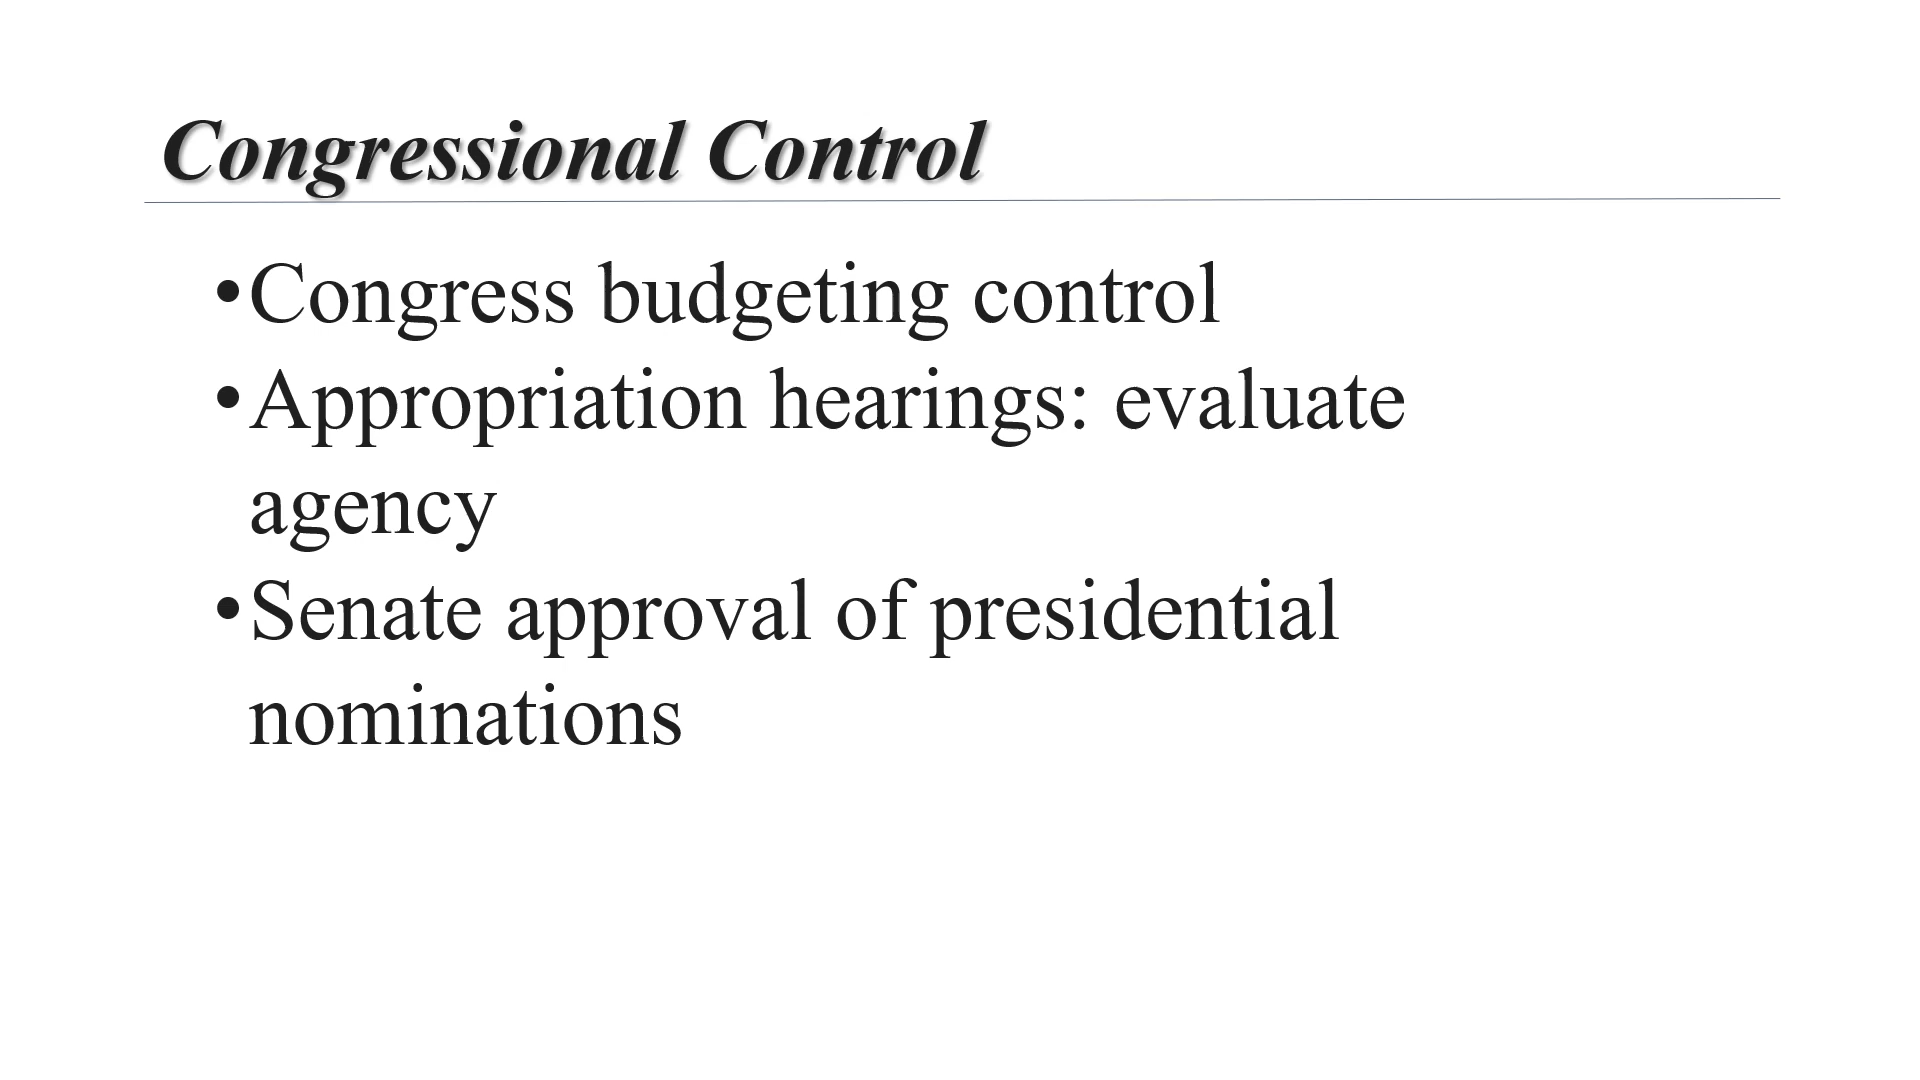 Congressional Control
•Congress budgeting control
•Appropriation hearings: evaluate
agency
•Senate approval of presidential
nominations